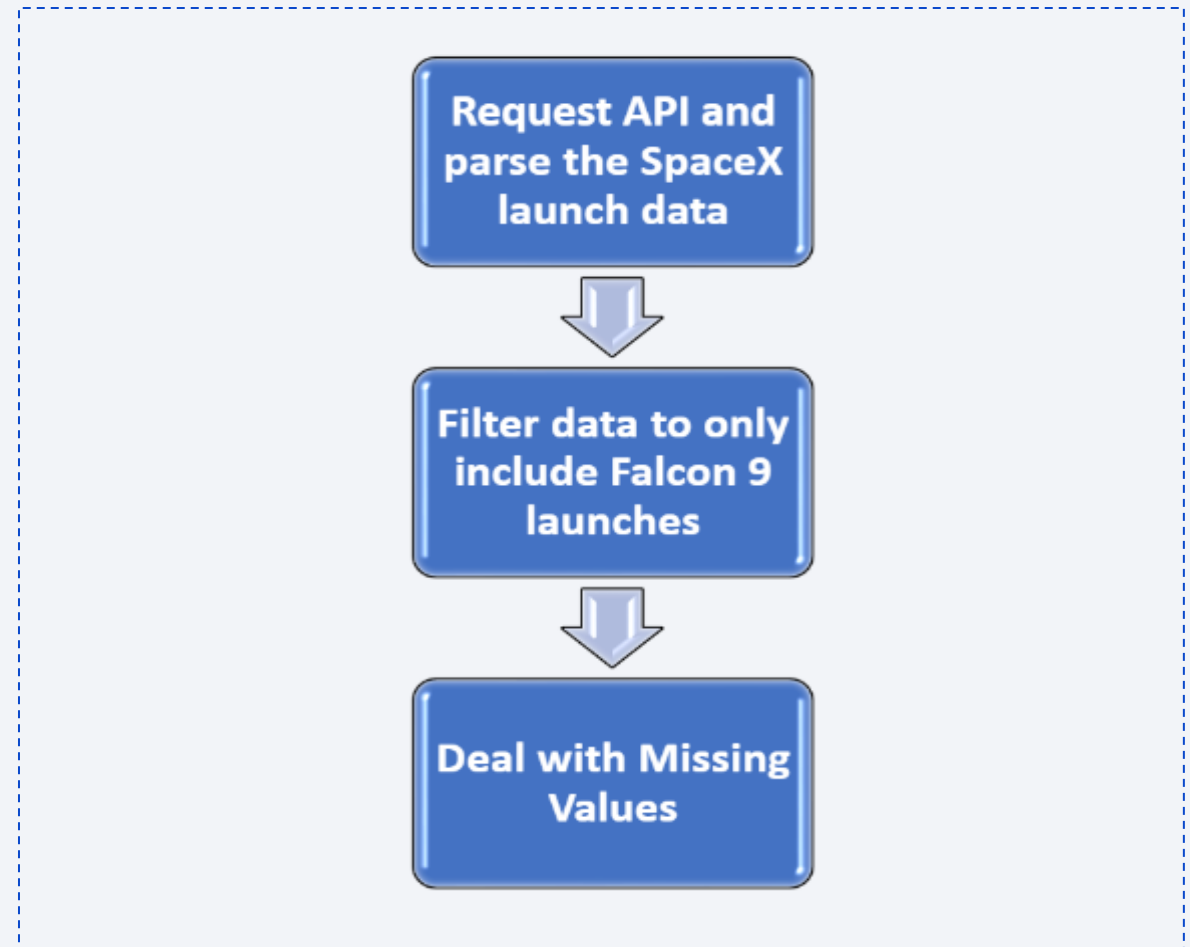 Request API and
parse the SpaceX
launch data
Filter data to only
include Falcon 9
launches
Deal with Missing
Values